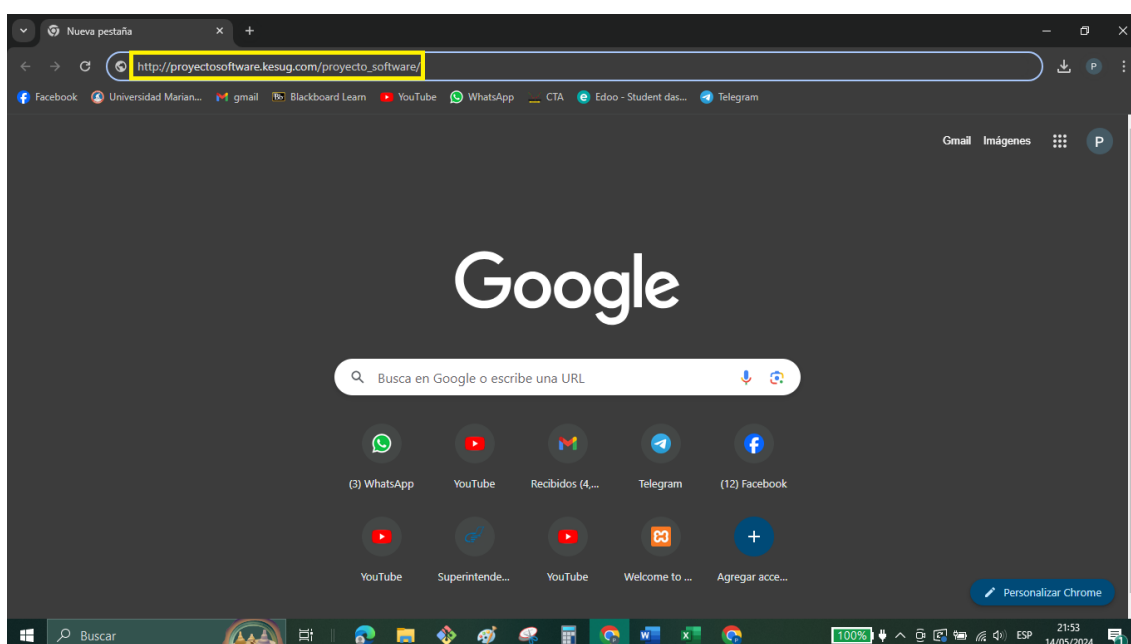 Nueva pestaña
http://proyectosoftware.kesug.com/proyecto_software/
P
Facebook Universidad Marian... gmail Blackboard Learn YouTube WhatsApp CTA Edoo - Student das... Telegram
Gmail Imágenes P
Google
Busca en Google o escribe una URL
(3) WhatsApp YouTube Recibidos (4,... Telegram (12) Facebook
YouTube Superintende... YouTube Welcome to ... Agregar acce...
Personalizar Chrome
Buscar 100% ESP 21:53
14/05/2024